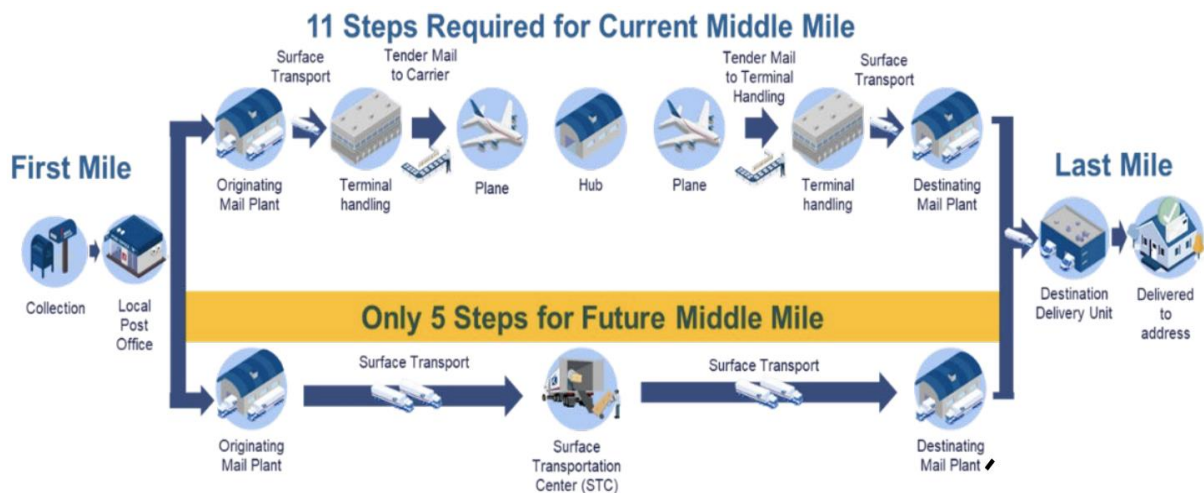 11 Steps Required for Current Middle Mile
Surface
Transport
Tender Mail
to Carrier
Tender Mail
to Terminal
Handling
Surface
Transport
Originating
Mail Plant
Terminal
handling
Plane
Hub
Plane
Terminal
handling
Destinating
Mail Plant
First Mile
Collection
Local
Post
Office
Last Mile
Destination
Delivery Unit
Delivered
to
address
Only 5 Steps for Future Middle Mile
Surface Transport
Surface Transport
Originating
Mail Plant
Surface
Transportation
Center (STC)
Destinating
Mail Plant